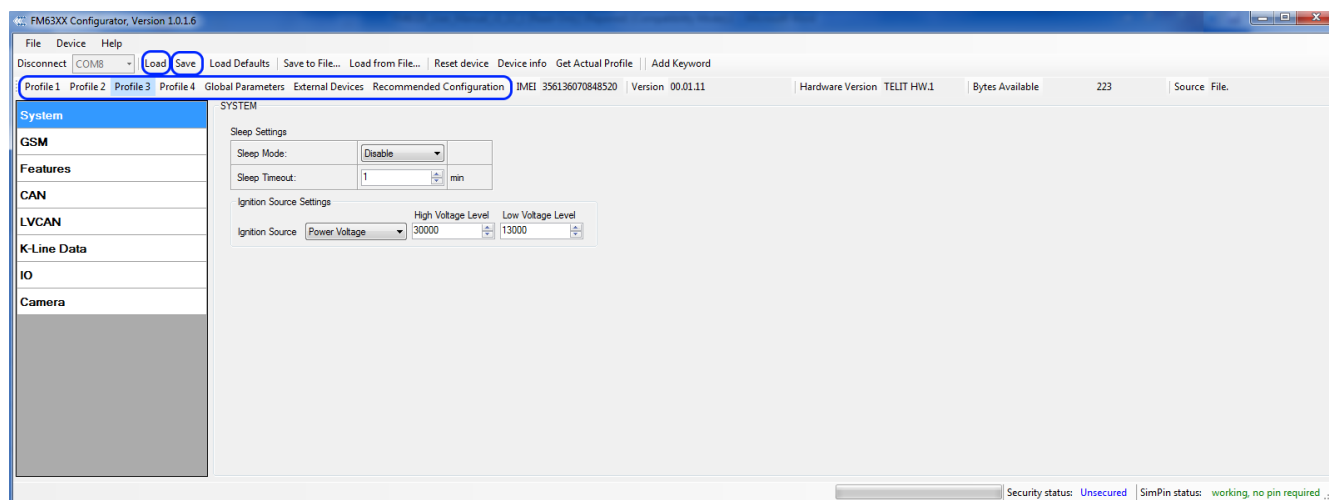 FM63XX Configurator, Version 1.0.1.6
File Device Help
Disconnect COM8 Load Save Load Defaults Save to File... Load from File... Reset device Device info Get Actual Profile Add Keyword
Profile 1 Profile 2 Profile 3 Profile 4 Global Parameters External Devices Recommended Configuration IMEI 356136070848520 Version 00.01.11 Hardware Version TELIT HW.1 Bytes Available 223 Source File.
System
GSM
Features
CAN
LVCAN
K-Line Data
IO
Camera
SYSTEM
Sleep Settings
Sleep Mode: Disable
Sleep Timeout: 1 min
Ignition Source Settings
High Voltage Level Low Voltage Level
Ignition Source Power Voltage 30000 13000
Security status: Unsecured SimPin status: working, no pin required